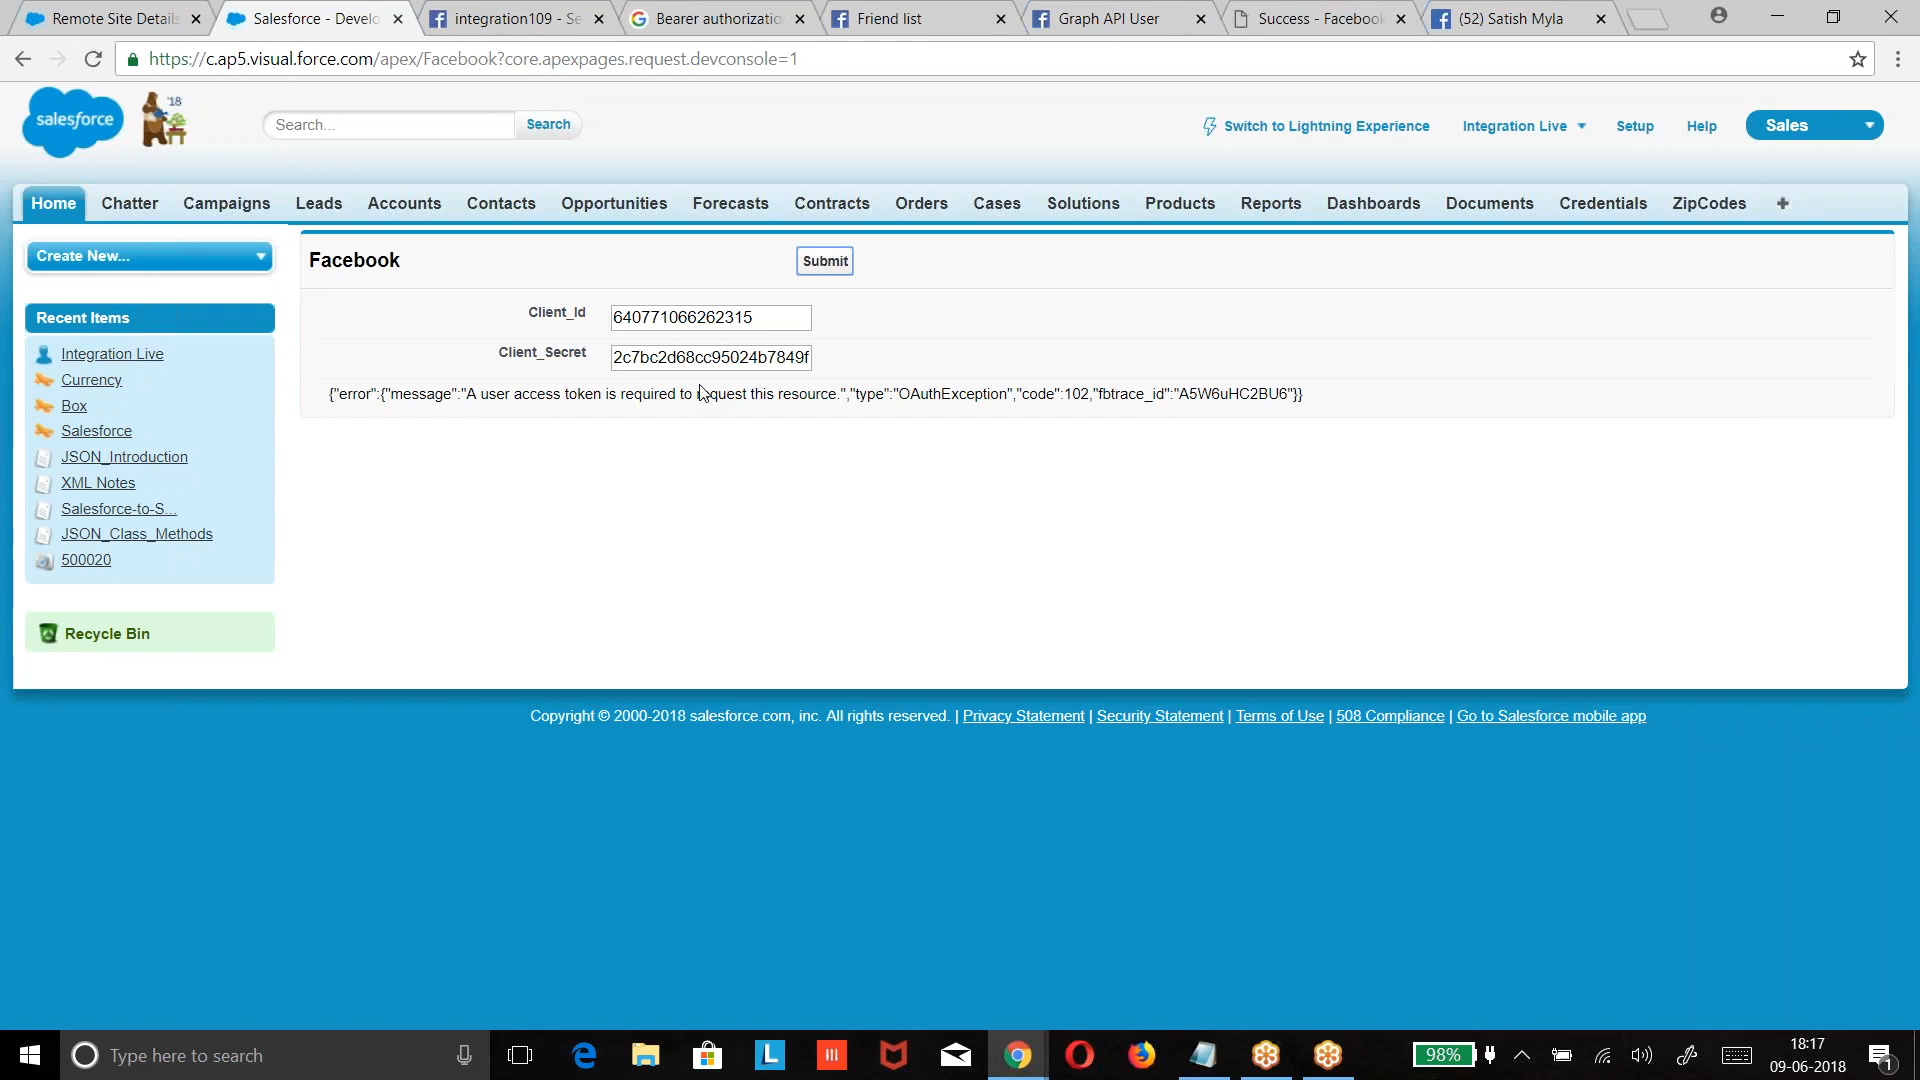 Remote Site Details
Salesforce - Develo
integration109 - Se
Bearer authorizatio
Friend list
Graph API User
Success - Facebook
(52) Satish Myla
https://c.ap5.visual.force.com/apex/Facebook?core.apexpages.request.devconsole=1
salesforce
'18
Search...
Search
Switch to Lightning Experience
Integration Live
Setup
Help
Sales
Home
Chatter
Campaigns
Leads
Accounts
Contacts
Opportunities
Forecasts
Contracts
Orders
Cases
Solutions
Products
Reports
Dashboards
Documents
Credentials
ZipCodes
Create New...
Recent Items
Integration Live
Currency
Box
Salesforce
JSON_Introduction
XML Notes
Salesforce-to-S...
JSON_Class_Methods
500020
Recycle Bin
Facebook
Submit
Client_Id
640771066262315
Client_Secret
2c7bc2d68cc95024b7849f
{"error":{"message":"A user access token is required to request this resource.","type":"OAuthException","code":102,"fbtrace_id":"A5W6uHC2BU6"}}
Copyright © 2000-2018 salesforce.com, inc. All rights reserved. | Privacy Statement | Security Statement | Terms of Use | 508 Compliance | Go to Salesforce mobile app
Type here to search
98%
18:17
09-06-2018
1